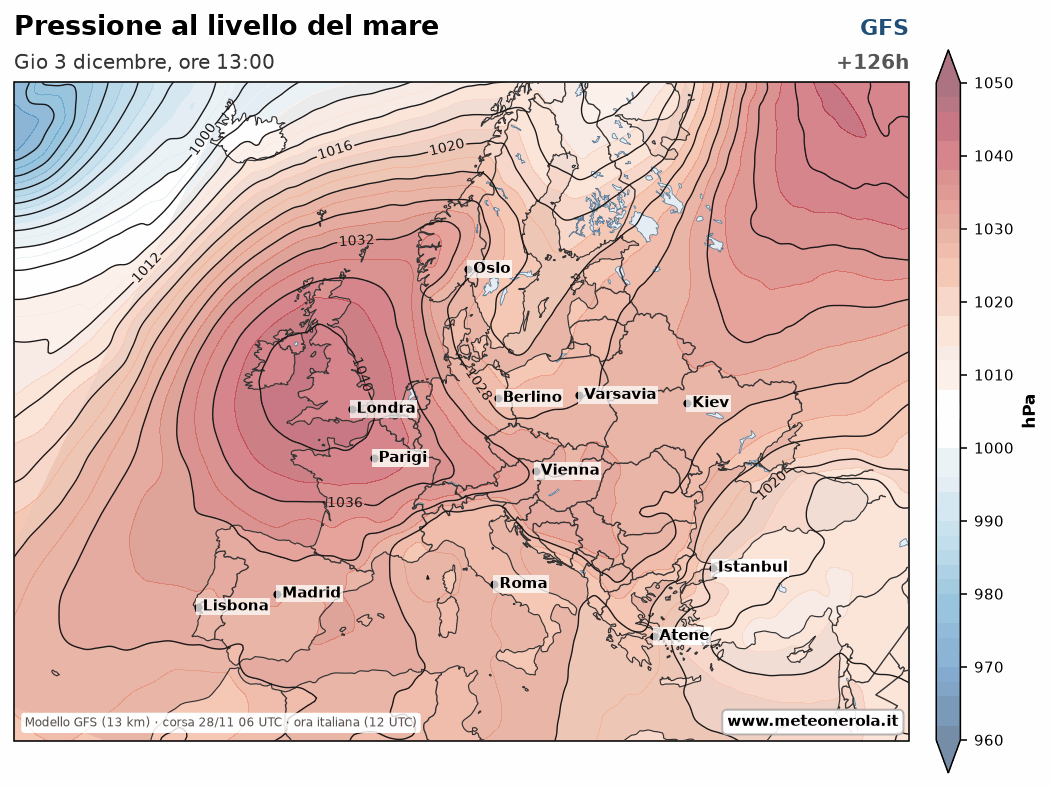 Pressione al livello del mare
GFS
Gio 3 dicembre, ore 13:00
+126h
1000
1016
1020
1012
1032
Oslo
1040
1028
Londra
Berlino
Varsavia
Kiev
Parigi
Vienna
1036
1020
Istanbul
Roma
Madrid
Lisbona
Atene
Modello GFS (13 km) · corsa 28/11 06 UTC · ora italiana (12 UTC)
www.meteonerola.it
1050
1040
1030
1020
1010
1000
990
980
970
960
hPa